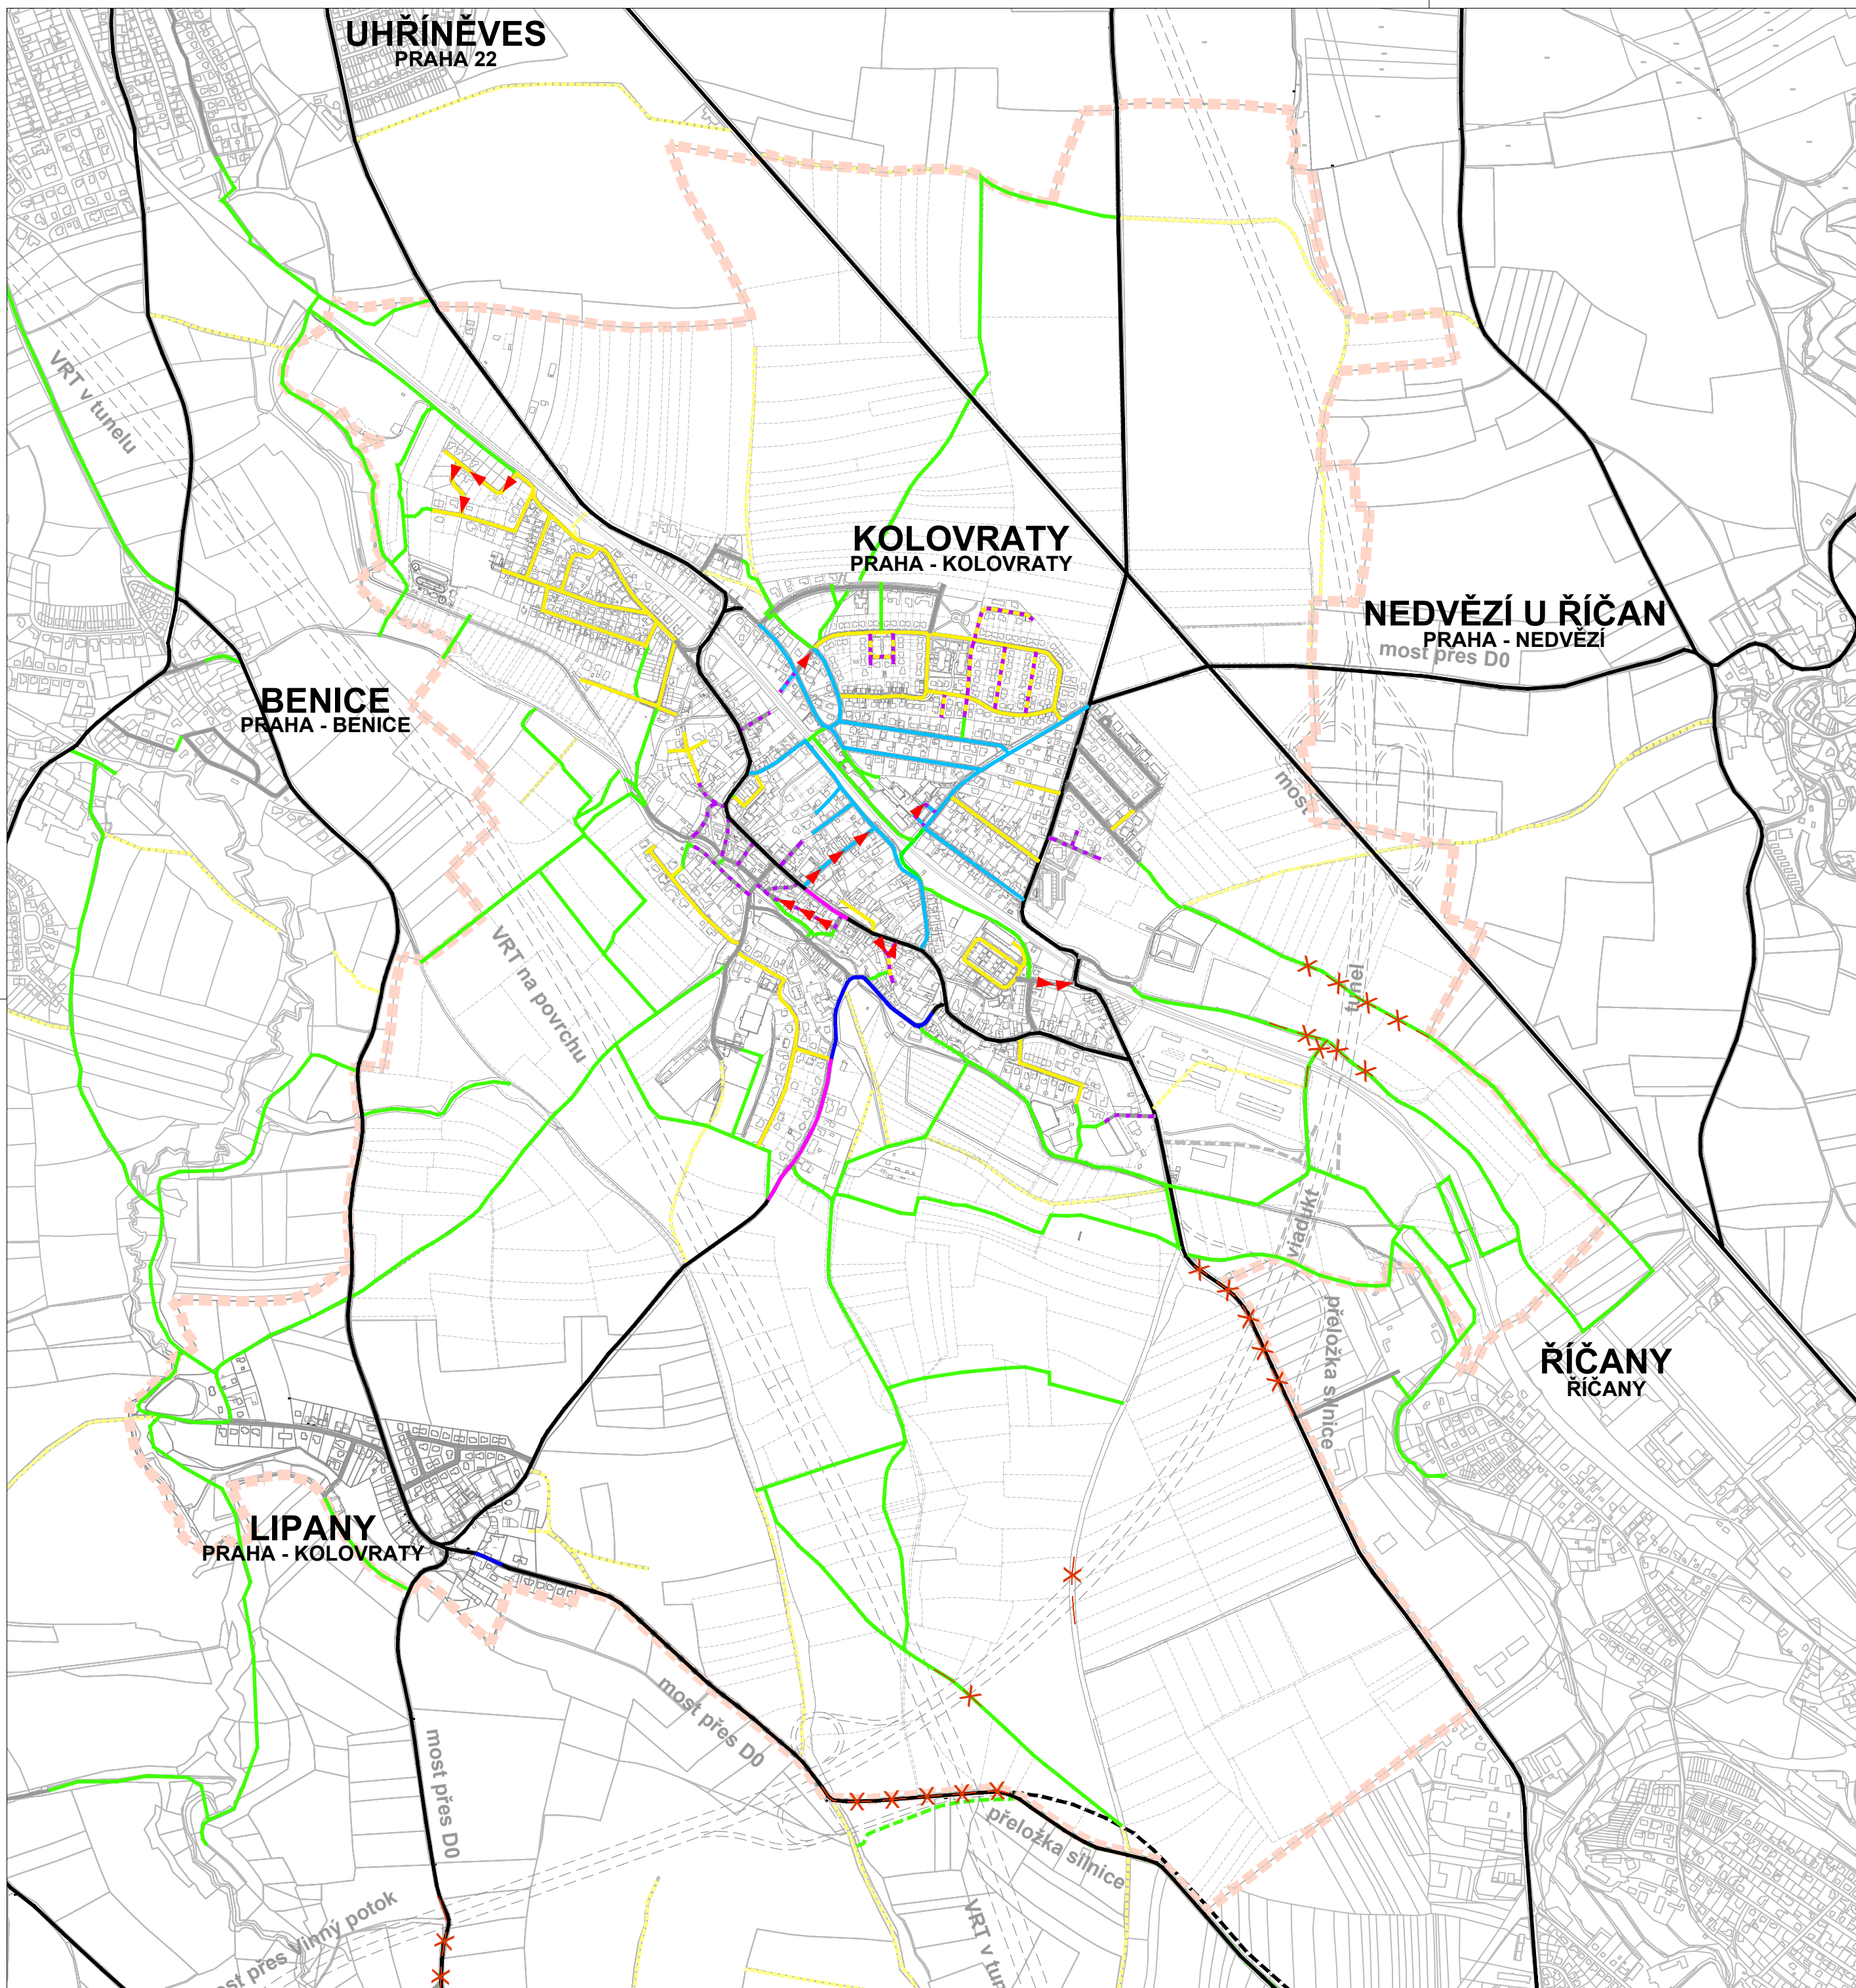 UHŘÍNĚVES
PRAHA 22
VRT v tunelu
KOLOVRATY
PRAHA - KOLOVRATY
NEDVĚZÍ U ŘÍČAN
PRAHA - NEDVĚZÍ
most přes D0
BENICE
PRAHA - BENICE
most
VRT na povrchu
tunel
viadukt
přeložka silnice
ŘÍČANY
ŘÍČANY
LIPANY
PRAHA - KOLOVRATY
most přes D0
most přes D0
přeložka silnice
přes Vinný potok
VRT v